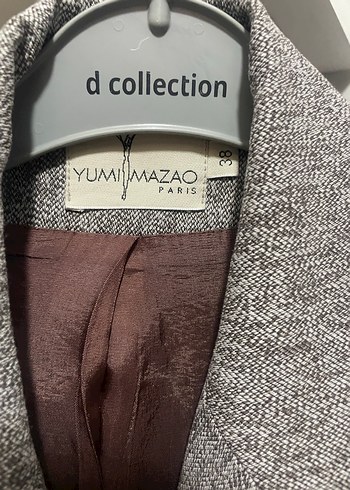 d collection
YUMI MAZAO
PARIS
38